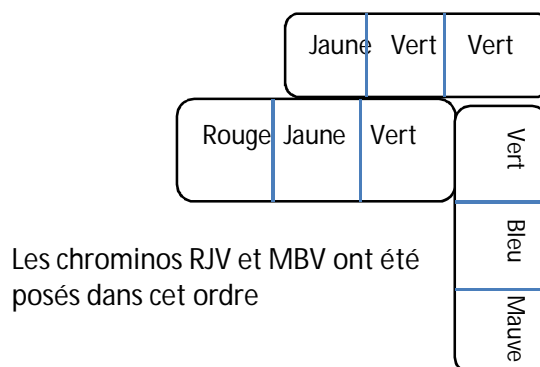 Jaune Vert Vert
Rouge Jaune Vert
Vert
Bleu
Mauve
Les chrominos RJV et MBV ont été
posés dans cet ordre